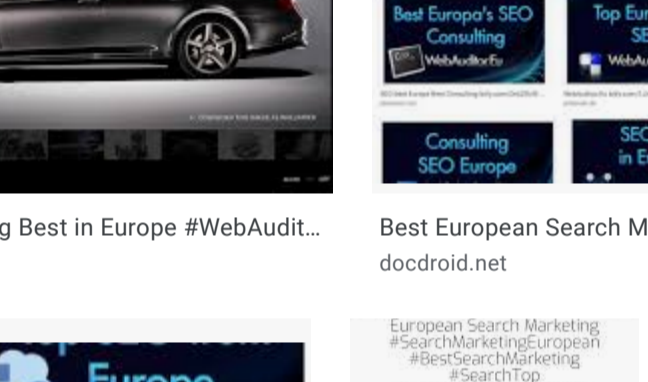 Best Europa's SEO
Consulting
WebAuditorEu
Top Eur
SE
WebAu
Consulting
SEO Europe
SEO
in E
g Best in Europe #WebAudit...
Best European Search M
docdroid.net
Europe
European Search Marketing
#SearchMarketingEuropean
#BestSearchMarketing
#SearchTop